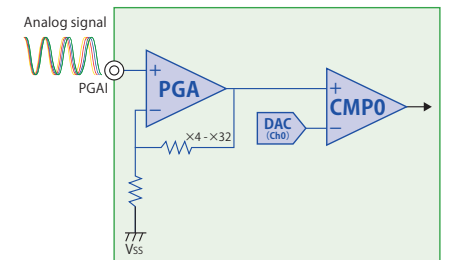 Analog signal
PGAI
+
PGA
−
×4 - ×32
VSS
DAC
(Ch0)
+
CMP0
−